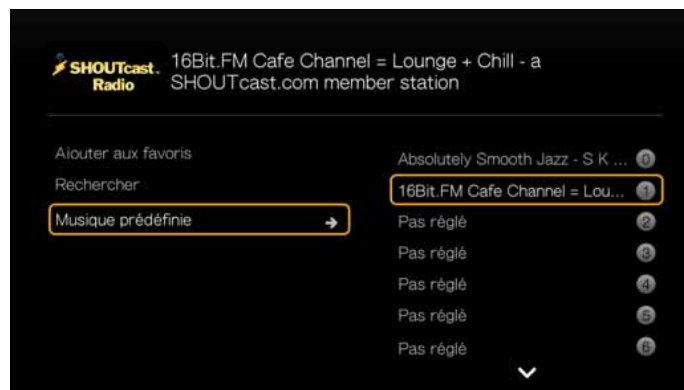 SHOUTcast
Radio
16Bit.FM Cafe Channel = Lounge + Chill - a
SHOUTcast.com member station
Aiouter aux favoris
Rechercher
Musique prédéfinie
Absolutely Smooth Jazz - S K ... 0
16Bit.FM Cafe Channel = Lou... 1
Pas réglé 2
Pas réglé 3
Pas réglé 4
Pas réglé 5
Pas réglé 6